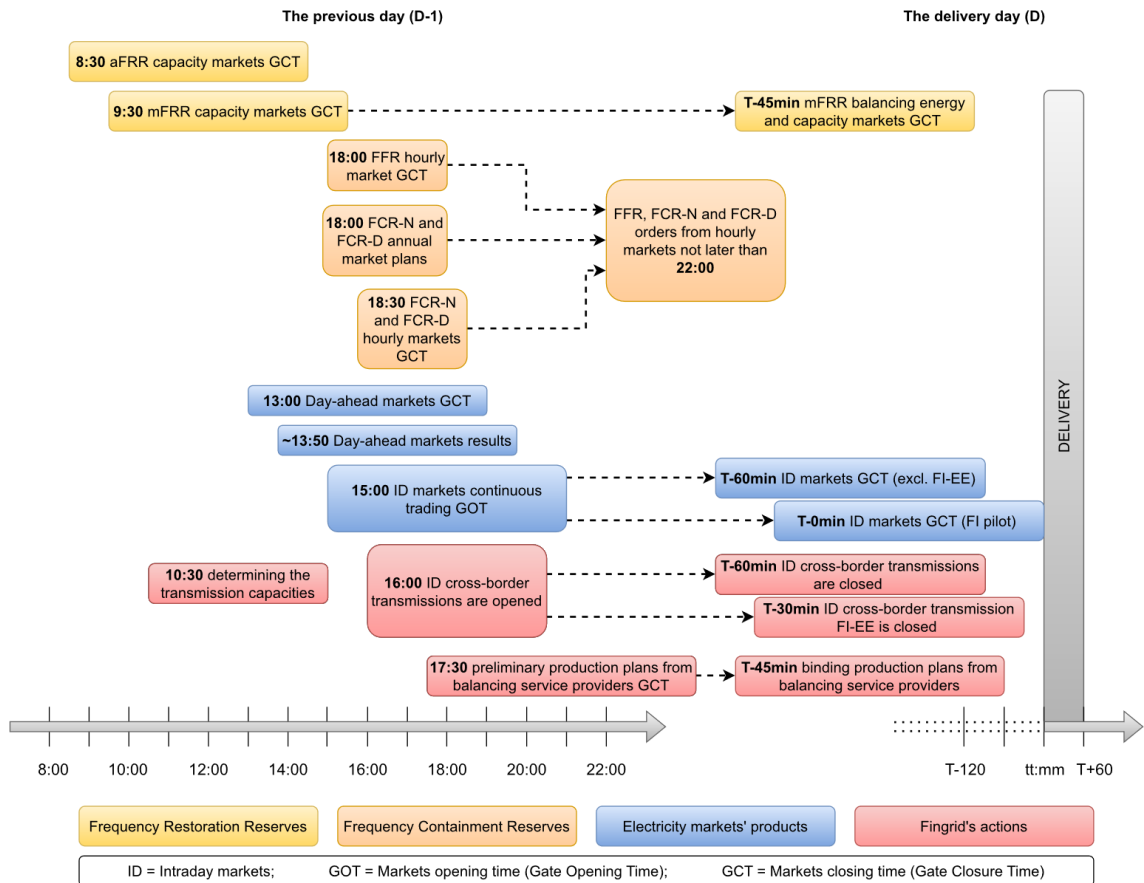 The previous day (D-1)
The delivery day (D)
8:30 aFRR capacity markets GCT
9:30 mFRR capacity markets GCT
T-45min mFRR balancing energy
and capacity markets GCT
18:00 FFR hourly
market GCT
18:00 FCR-N and
FCR-D annual
market plans
18:30 FCR-N
and FCR-D
hourly markets
GCT
FFR, FCR-N and FCR-D
orders from hourly
markets not later than
22:00
13:00 Day-ahead markets GCT
~13:50 Day-ahead markets results
15:00 ID markets continuous
trading GOT
T-60min ID markets GCT (excl. FI-EE)
T-0min ID markets GCT (FI pilot)
10:30 determining the
transmission capacities
16:00 ID cross-border
transmissions are opened
T-60min ID cross-border transmissions
are closed
T-30min ID cross-border transmission
FI-EE is closed
17:30 preliminary production plans from
balancing service providers GCT
T-45min binding production plans from
balancing service providers
DELIVERY
8:00 10:00 12:00 14:00 16:00 18:00 20:00 22:00 T-120 tt:mm T+60
Frequency Restoration Reserves
Frequency Containment Reserves
Electricity markets' products
Fingrid's actions
ID = Intraday markets; GOT = Markets opening time (Gate Opening Time); GCT = Markets closing time (Gate Closure Time)